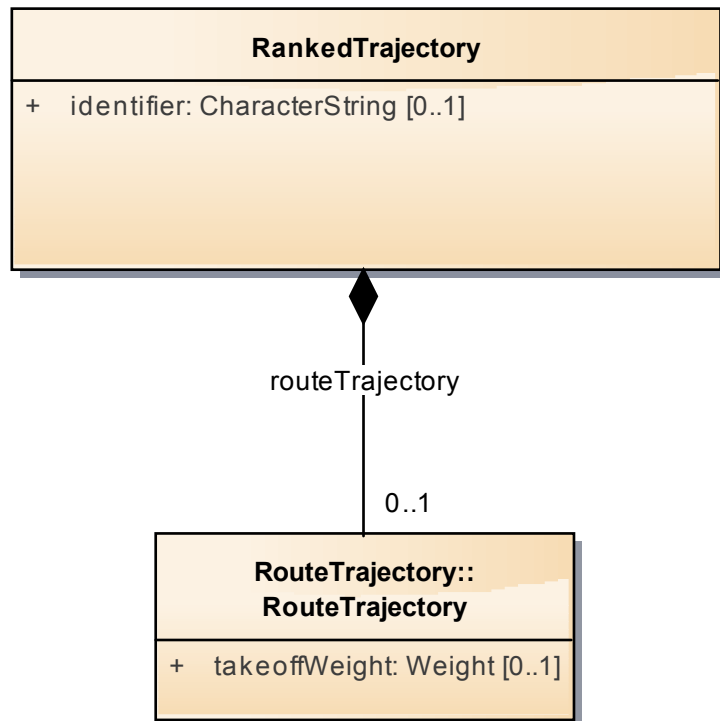 RankedTrajectory
+ identifier: CharacterString [0..1]
routeTrajectory
0..1
RouteTrajectory::
RouteTrajectory
+ takeoffWeight: Weight [0..1]